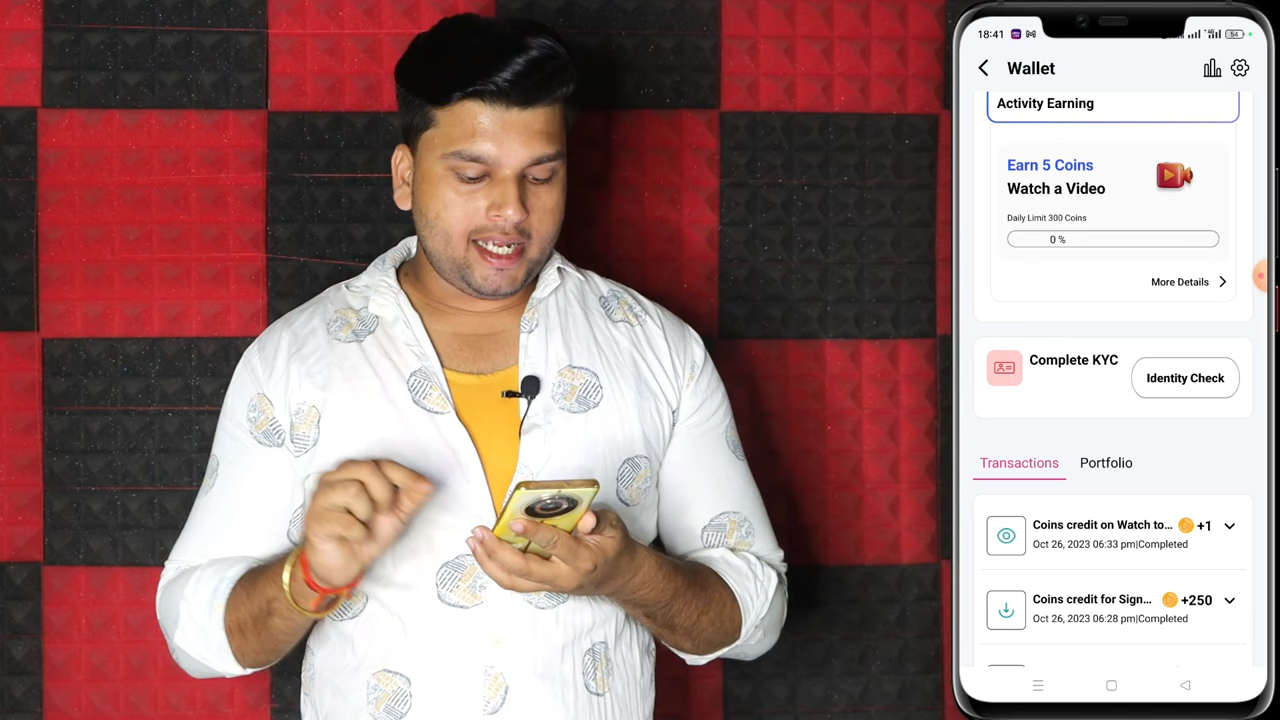 18:41
54
Wallet
Activity Earning
Earn 5 Coins
Watch a Video
Daily Limit 300 Coins
0 %
More Details
Complete KYC
Identity Check
Transactions Portfolio
Coins credit on Watch to... +1
Oct 26, 2023 06:33 pm|Completed
Coins credit for Sign... +250
Oct 26, 2023 06:28 pm|Completed